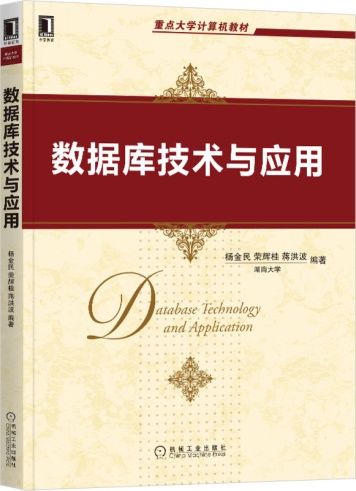 重点大学计算机教材
数据库技术与应用
杨金民 荣辉桂 蒋洪波 编著
湖南大学
Database Technology
and Application
机械工业出版社
China Machine Press
数据库技术与应用
杨金民 荣辉桂 蒋洪波 编著